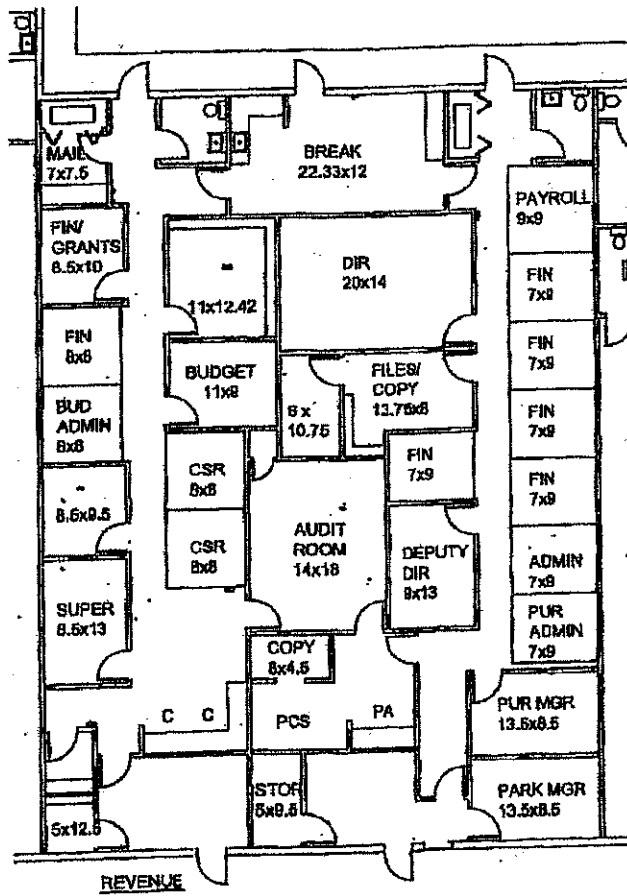 MAIL
7x7.5
BREAK
22.33x12
PAYROLL
9x9
FIN/
GRANTS
8.5x10
11x12.42
DIR
20x14
FIN
7x9
FIN
8x8
BUDGET
11x9
FILES/
COPY
13.75x8
6 x
10.75
FIN
7x9
BUD
ADMIN
8x8
FIN
7x9
CSR
8x8
FIN
7x9
FIN
7x9
8.5x9.5
AUDIT
ROOM
14x18
CSR
8x8
DEPUTY
DIR
9x13
ADMIN
7x9
SUPER
8.5x13
PUR
ADMIN
7x9
COPY
8x4.5
PUR MGR
13.5x8.5
C C
PCS
PA
STOR
5x9.5
PARK MGR
13.5x8.5
5x12.5
REVENUE